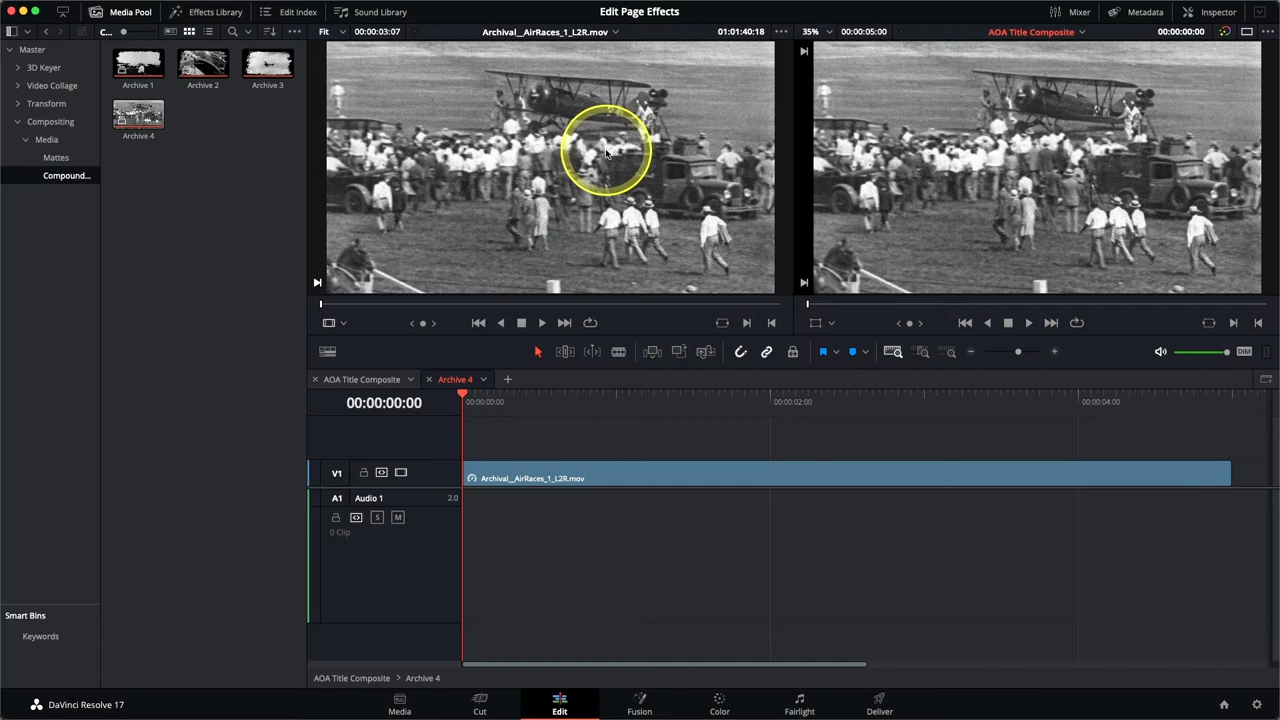 Media Pool
Effects Library
Edit Index
Sound Library
Edit Page Effects
Mixer
Metadata
Inspector
C...
Fit
00:00:03:07
Archival_AirRaces_1_L2R.mov
01:01:40:18
35%
00:00:05:00
AOA Title Composite
00:00:00:00
Master
3D Keyer
Video Collage
Transform
Compositing
Media
Mattes
Compound...
Archive 1
Archive 2
Archive 3
Archive 4
DIM
AOA Title Composite
Archive 4
00:00:00:00
00:00:00:00
00:00:02:00
00:00:04:00
V1
Archival__AirRaces_1_L2R.mov
A1
Audio 1
2.0
S
M
0 Clip
Smart Bins
Keywords
AOA Title Composite > Archive 4
DaVinci Resolve 17
Media
Cut
Edit
Fusion
Color
Fairlight
Deliver